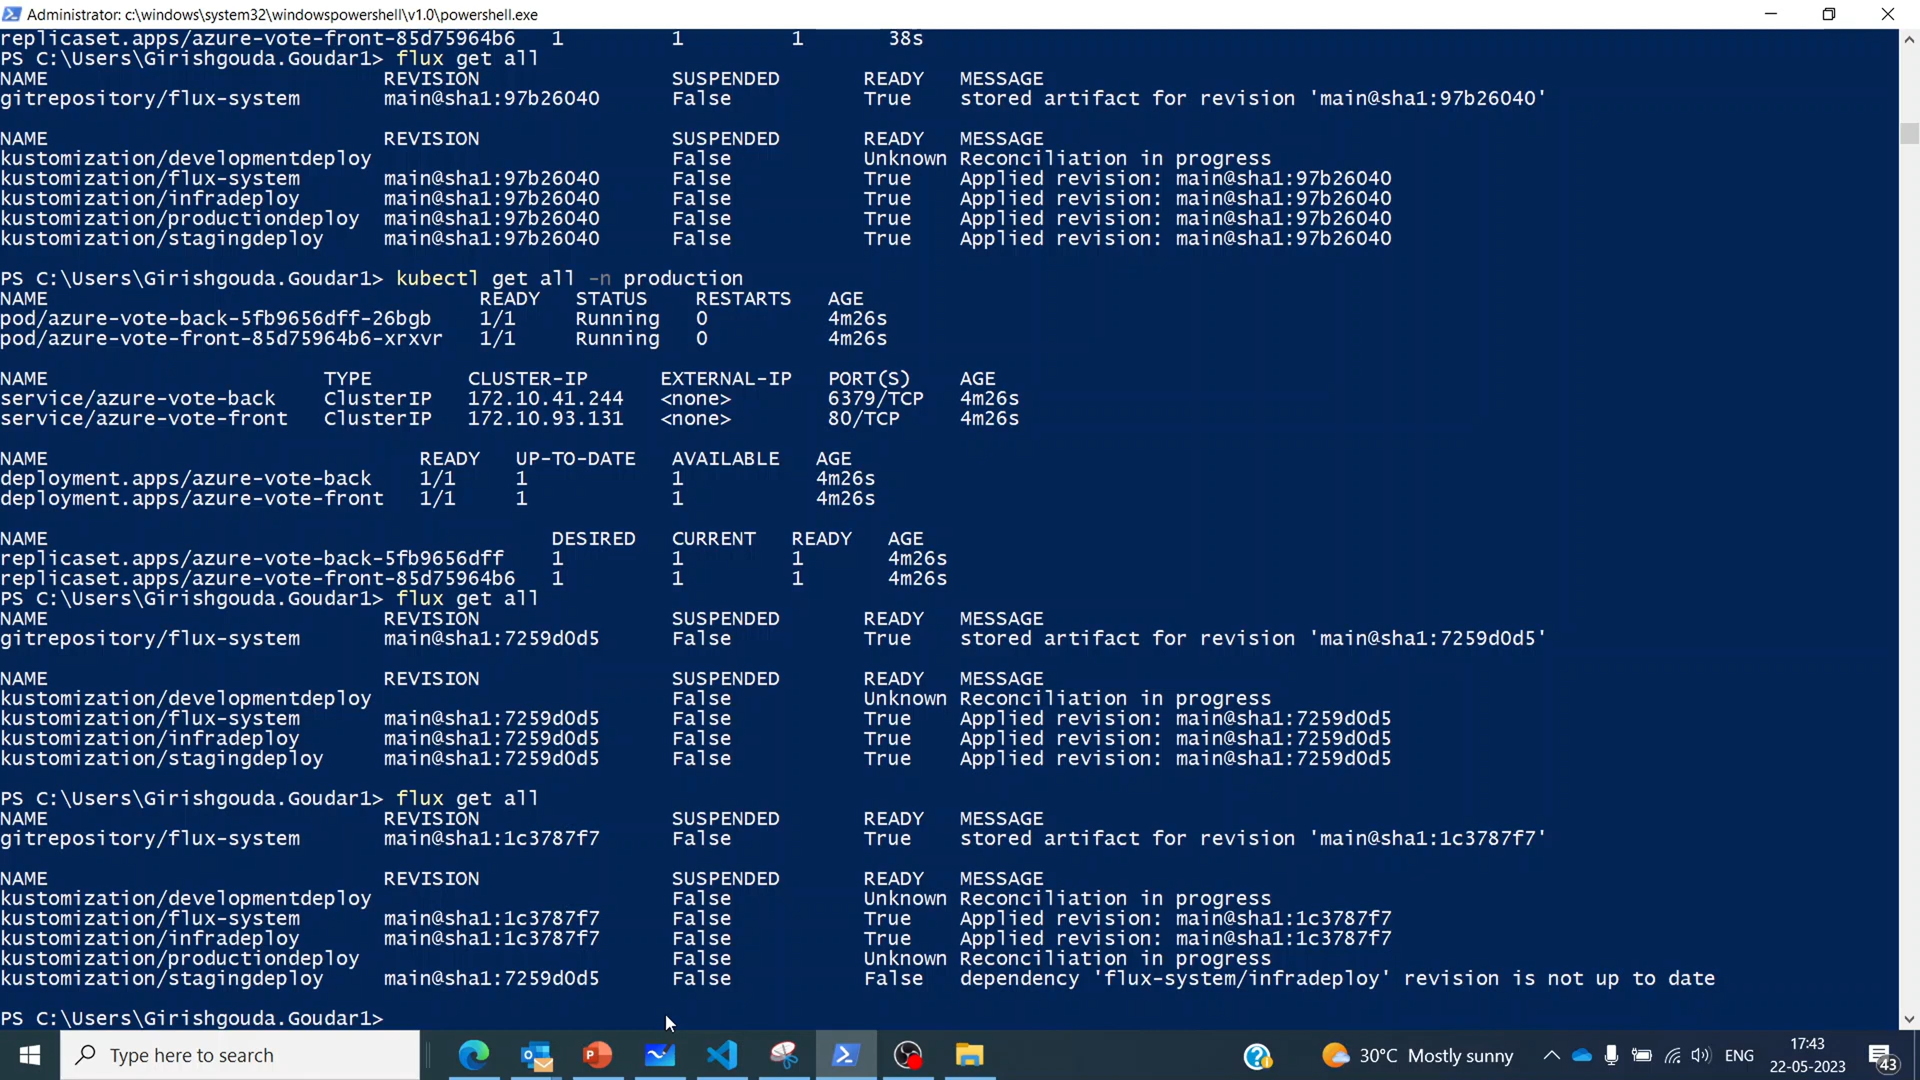 Administrator: c:\windows\system32\windowspowershell\v1.0\powershell.exe
replicaset.apps/azure-vote-front-85d75964b6 1 1 1 38s
PS C:\Users\Girishgouda.Goudar1> flux get all
NAME REVISION SUSPENDED READY MESSAGE
gitrepository/flux-system main@sha1:97b26040 False True stored artifact for revision 'main@sha1:97b26040'
NAME REVISION SUSPENDED READY MESSAGE
kustomization/developmentdeploy False Unknown Reconciliation in progress
kustomization/flux-system main@sha1:97b26040 False True Applied revision: main@sha1:97b26040
kustomization/infradeploy main@sha1:97b26040 False True Applied revision: main@sha1:97b26040
kustomization/productiondeploy main@sha1:97b26040 False True Applied revision: main@sha1:97b26040
kustomization/stagingdeploy main@sha1:97b26040 False True Applied revision: main@sha1:97b26040
PS C:\Users\Girishgouda.Goudar1> kubectl get all -n production
NAME READY STATUS RESTARTS AGE
pod/azure-vote-back-5fb9656dff-26bgb 1/1 Running 0 4m26s
pod/azure-vote-front-85d75964b6-xrxvr 1/1 Running 0 4m26s
NAME TYPE CLUSTER-IP EXTERNAL-IP PORT(S) AGE
service/azure-vote-back ClusterIP 172.10.41.244 <none> 6379/TCP 4m26s
service/azure-vote-front ClusterIP 172.10.93.131 <none> 80/TCP 4m26s
NAME READY UP-TO-DATE AVAILABLE AGE
deployment.apps/azure-vote-back 1/1 1 1 4m26s
deployment.apps/azure-vote-front 1/1 1 1 4m26s
NAME DESIRED CURRENT READY AGE
replicaset.apps/azure-vote-back-5fb9656dff 1 1 1 4m26s
replicaset.apps/azure-vote-front-85d75964b6 1 1 1 4m26s
PS C:\Users\Girishgouda.Goudar1> flux get all
NAME REVISION SUSPENDED READY MESSAGE
gitrepository/flux-system main@sha1:7259d0d5 False True stored artifact for revision 'main@sha1:7259d0d5'
NAME REVISION SUSPENDED READY MESSAGE
kustomization/developmentdeploy False Unknown Reconciliation in progress
kustomization/flux-system main@sha1:7259d0d5 False True Applied revision: main@sha1:7259d0d5
kustomization/infradeploy main@sha1:7259d0d5 False True Applied revision: main@sha1:7259d0d5
kustomization/stagingdeploy main@sha1:7259d0d5 False True Applied revision: main@sha1:7259d0d5
PS C:\Users\Girishgouda.Goudar1> flux get all
NAME REVISION SUSPENDED READY MESSAGE
gitrepository/flux-system main@sha1:1c3787f7 False True stored artifact for revision 'main@sha1:1c3787f7'
NAME REVISION SUSPENDED READY MESSAGE
kustomization/developmentdeploy False Unknown Reconciliation in progress
kustomization/flux-system main@sha1:1c3787f7 False True Applied revision: main@sha1:1c3787f7
kustomization/infradeploy main@sha1:1c3787f7 False True Applied revision: main@sha1:1c3787f7
kustomization/productiondeploy False Unknown Reconciliation in progress
kustomization/stagingdeploy main@sha1:7259d0d5 False False dependency 'flux-system/infradeploy' revision is not up to date
PS C:\Users\Girishgouda.Goudar1>
Type here to search
30°C Mostly sunny
ENG
17:43
22-05-2023
43